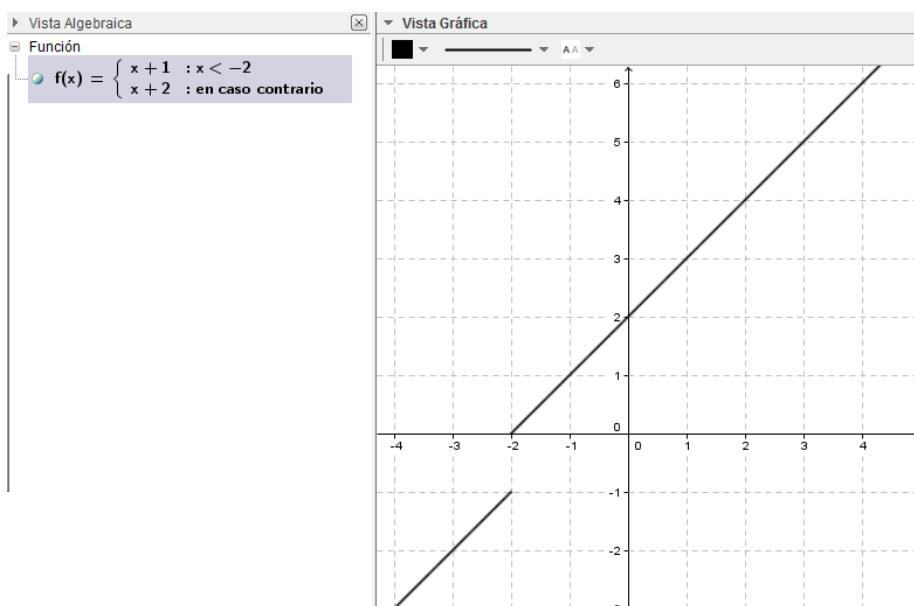 Vista Algebraica
Función
f(x) = { x + 1 : x < −2
x + 2 : en caso contrario
Vista Gráfica
A A
6
5
4
3
2
1
0
-4 -3 -2 -1 0 1 2 3 4
-1
-2